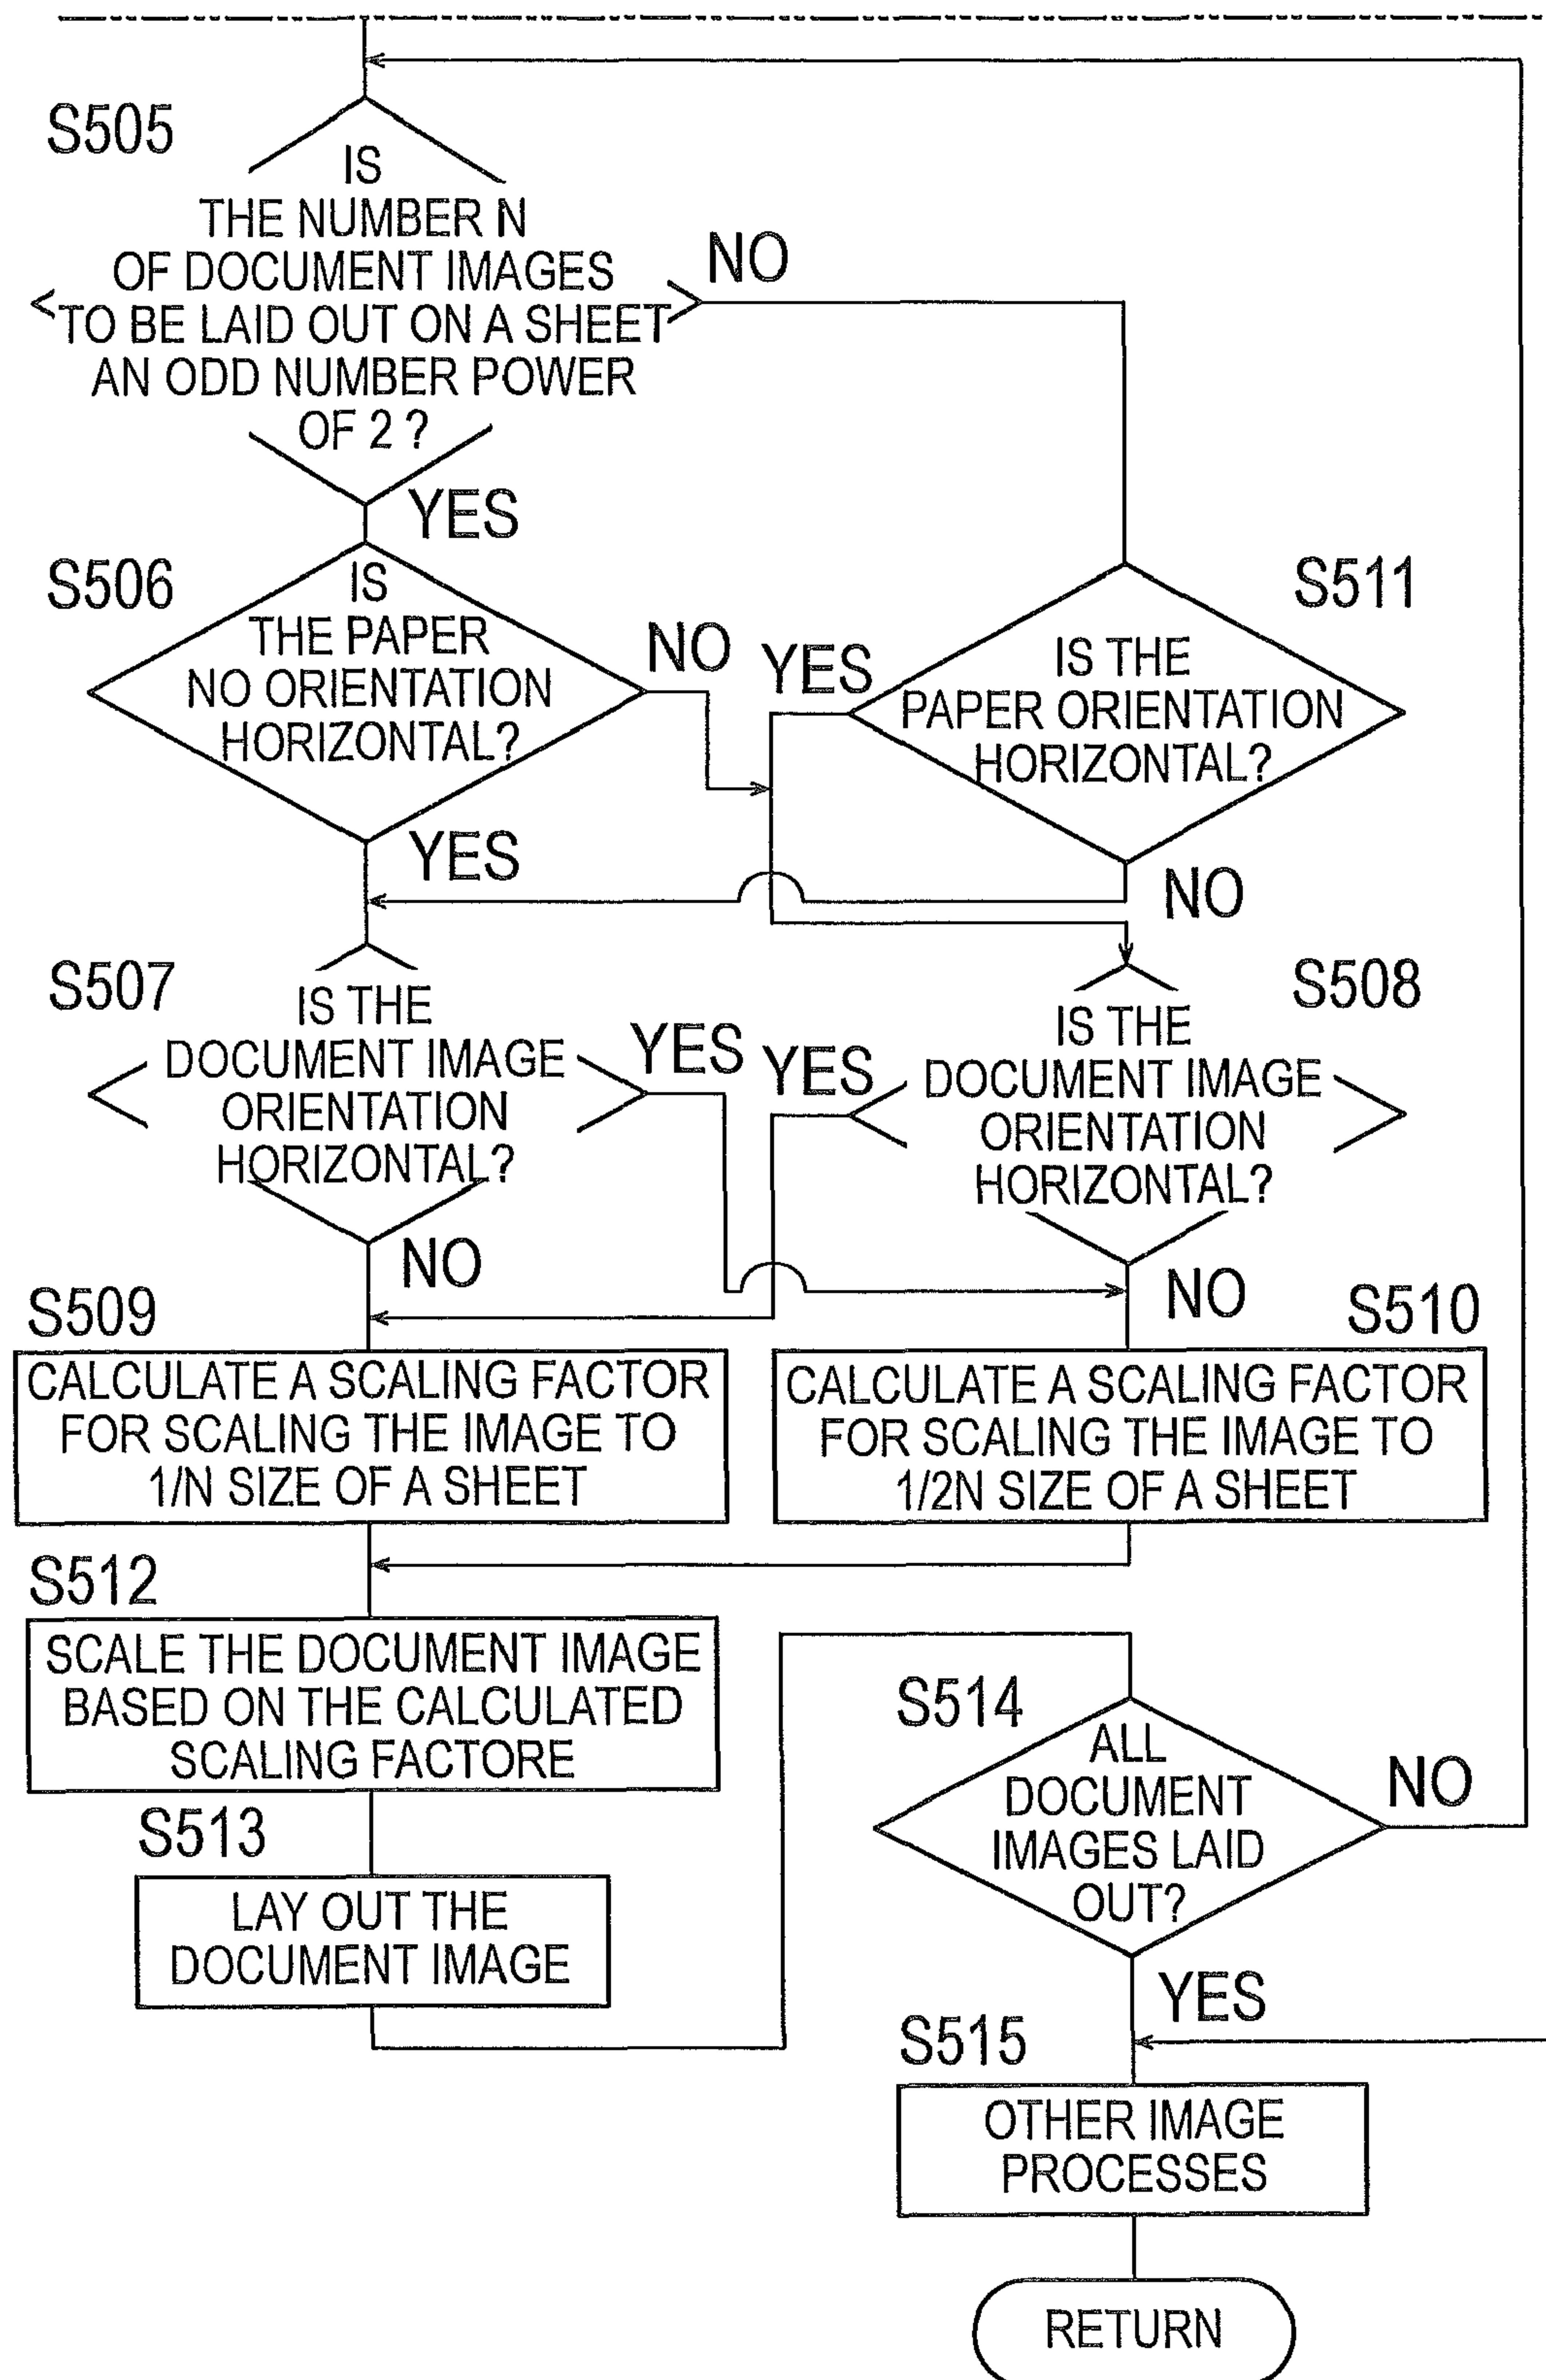 S505
IS
THE NUMBER N
OF DOCUMENT IMAGES
TO BE LAID OUT ON A SHEET
AN ODD NUMBER POWER
OF 2 ?
NO
YES
S506
IS
THE PAPER
NO ORIENTATION
HORIZONTAL?
NO
YES
S511
IS THE
PAPER ORIENTATION
HORIZONTAL?
YES
NO
S507
IS THE
DOCUMENT IMAGE
ORIENTATION
HORIZONTAL?
YES
NO
S508
IS THE
DOCUMENT IMAGE
ORIENTATION
HORIZONTAL?
YES
NO
S509
CALCULATE A SCALING FACTOR
FOR SCALING THE IMAGE TO
1/N SIZE OF A SHEET
S510
CALCULATE A SCALING FACTOR
FOR SCALING THE IMAGE TO
1/2N SIZE OF A SHEET
S512
SCALE THE DOCUMENT IMAGE
BASED ON THE CALCULATED
SCALING FACTORE
S513
LAY OUT THE
DOCUMENT IMAGE
S514
ALL
DOCUMENT
IMAGES LAID
OUT?
NO
YES
S515
OTHER IMAGE
PROCESSES
RETURN